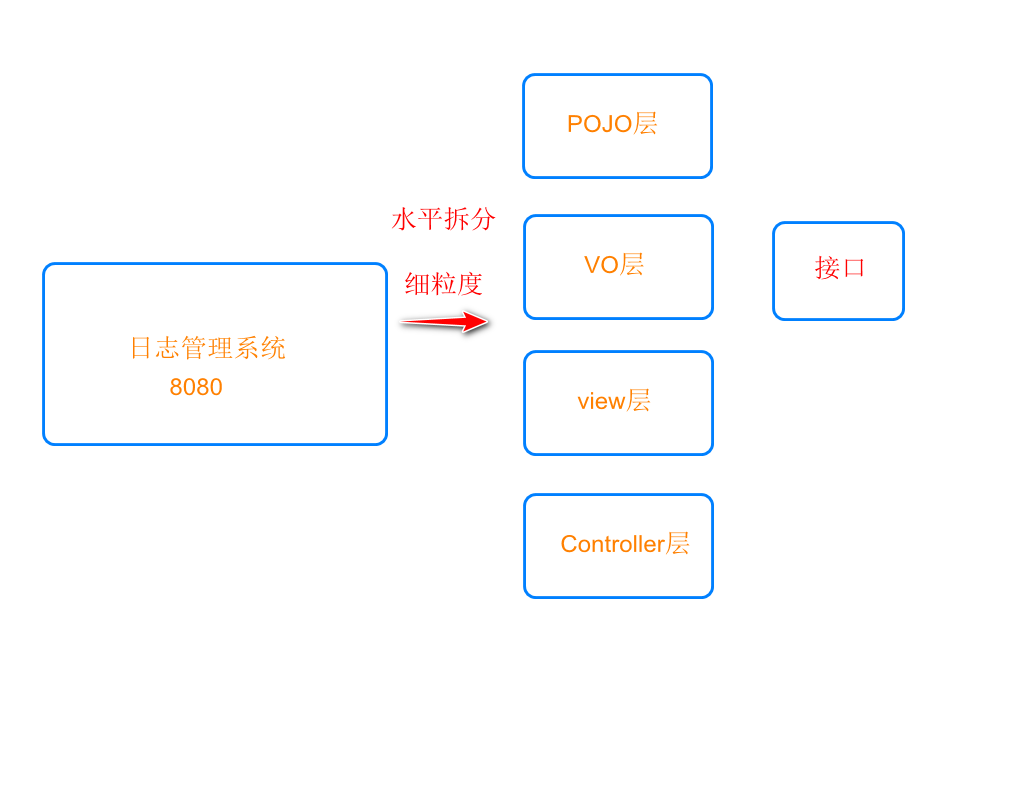 日志管理系统
8080
水平拆分
细粒度
POJO层
VO层
view层
Controller层
接口